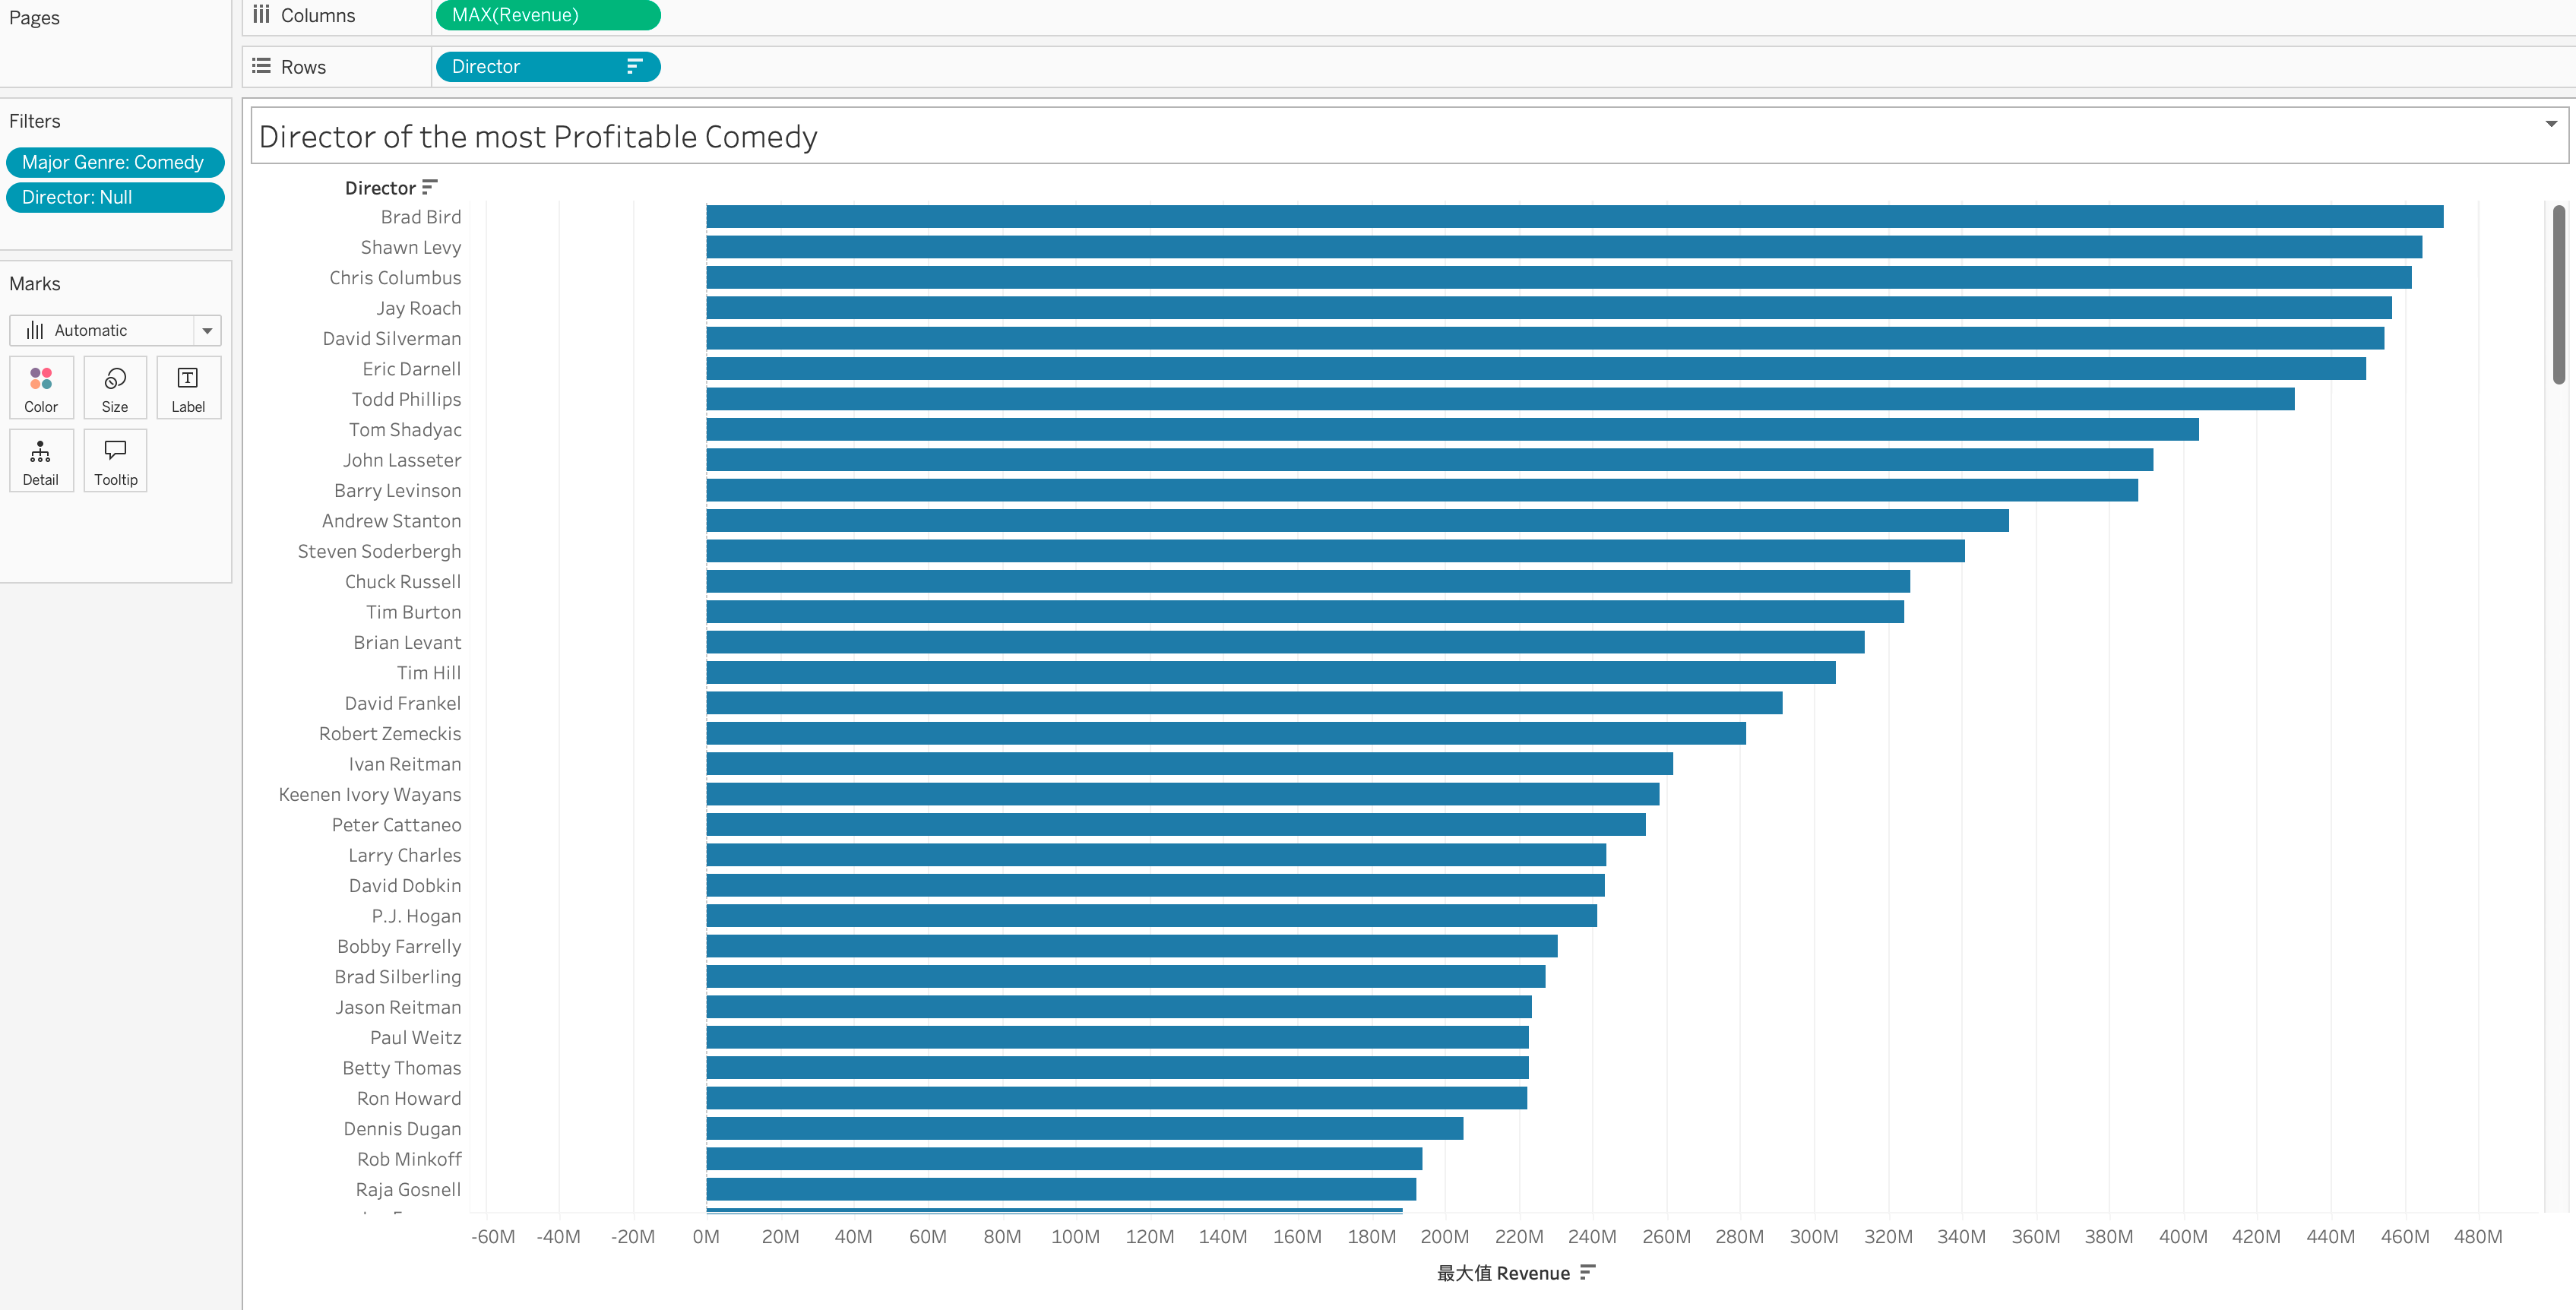 Pages
Columns
MAX(Revenue)
Rows
Director
Filters
Major Genre: Comedy
Director: Null
Marks
Automatic
Color
Size
Label
Detail
Tooltip
Director of the most Profitable Comedy
Director
Brad Bird
Shawn Levy
Chris Columbus
Jay Roach
David Silverman
Eric Darnell
Todd Phillips
Tom Shadyac
John Lasseter
Barry Levinson
Andrew Stanton
Steven Soderbergh
Chuck Russell
Tim Burton
Brian Levant
Tim Hill
David Frankel
Robert Zemeckis
Ivan Reitman
Keenen Ivory Wayans
Peter Cattaneo
Larry Charles
David Dobkin
P.J. Hogan
Bobby Farrelly
Brad Silberling
Jason Reitman
Paul Weitz
Betty Thomas
Ron Howard
Dennis Dugan
Rob Minkoff
Raja Gosnell
-60M -40M -20M 0M 20M 40M 60M 80M 100M 120M 140M 160M 180M 200M 220M 240M 260M 280M 300M 320M 340M 360M 380M 400M 420M 440M 460M 480M
最大值 Revenue